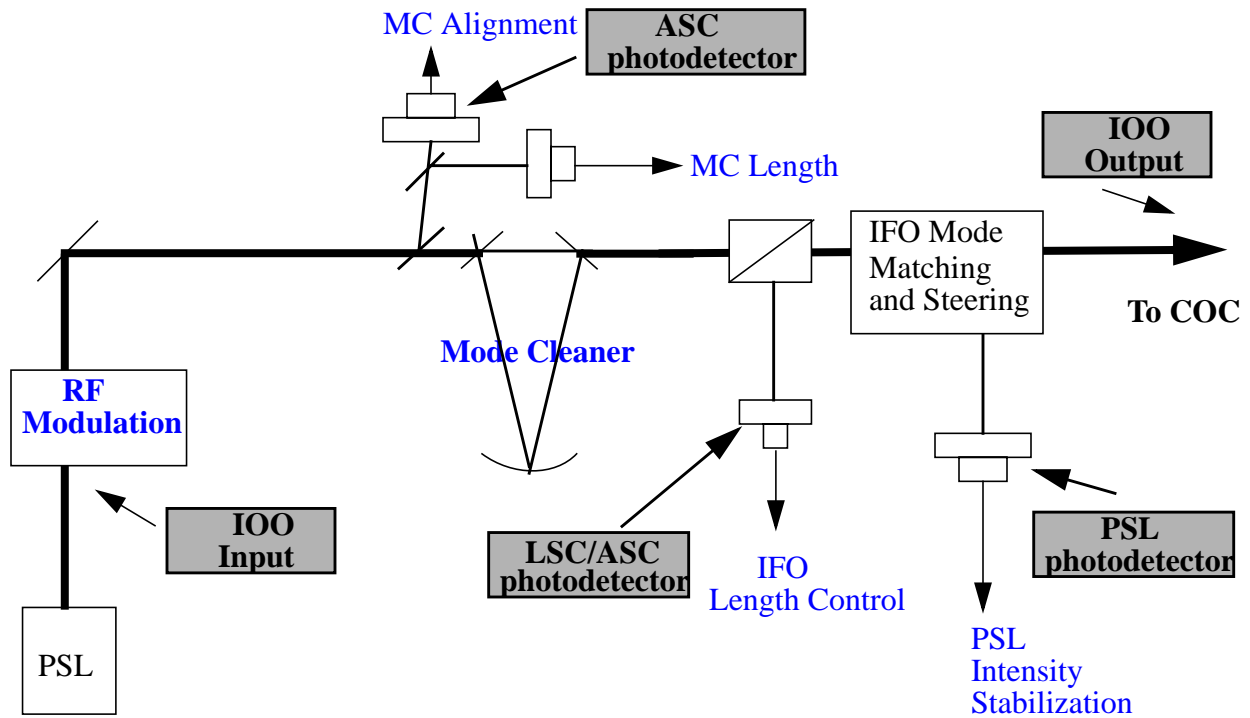 MC Alignment
ASC
photodetector
MC Length
IOO
Output
IFO Mode
Matching
and Steering
To COC
Mode Cleaner
RF
Modulation
IOO
Input
LSC/ASC
photodetector
PSL
photodetector
IFO
Length Control
PSL
PSL
Intensity
Stabilization